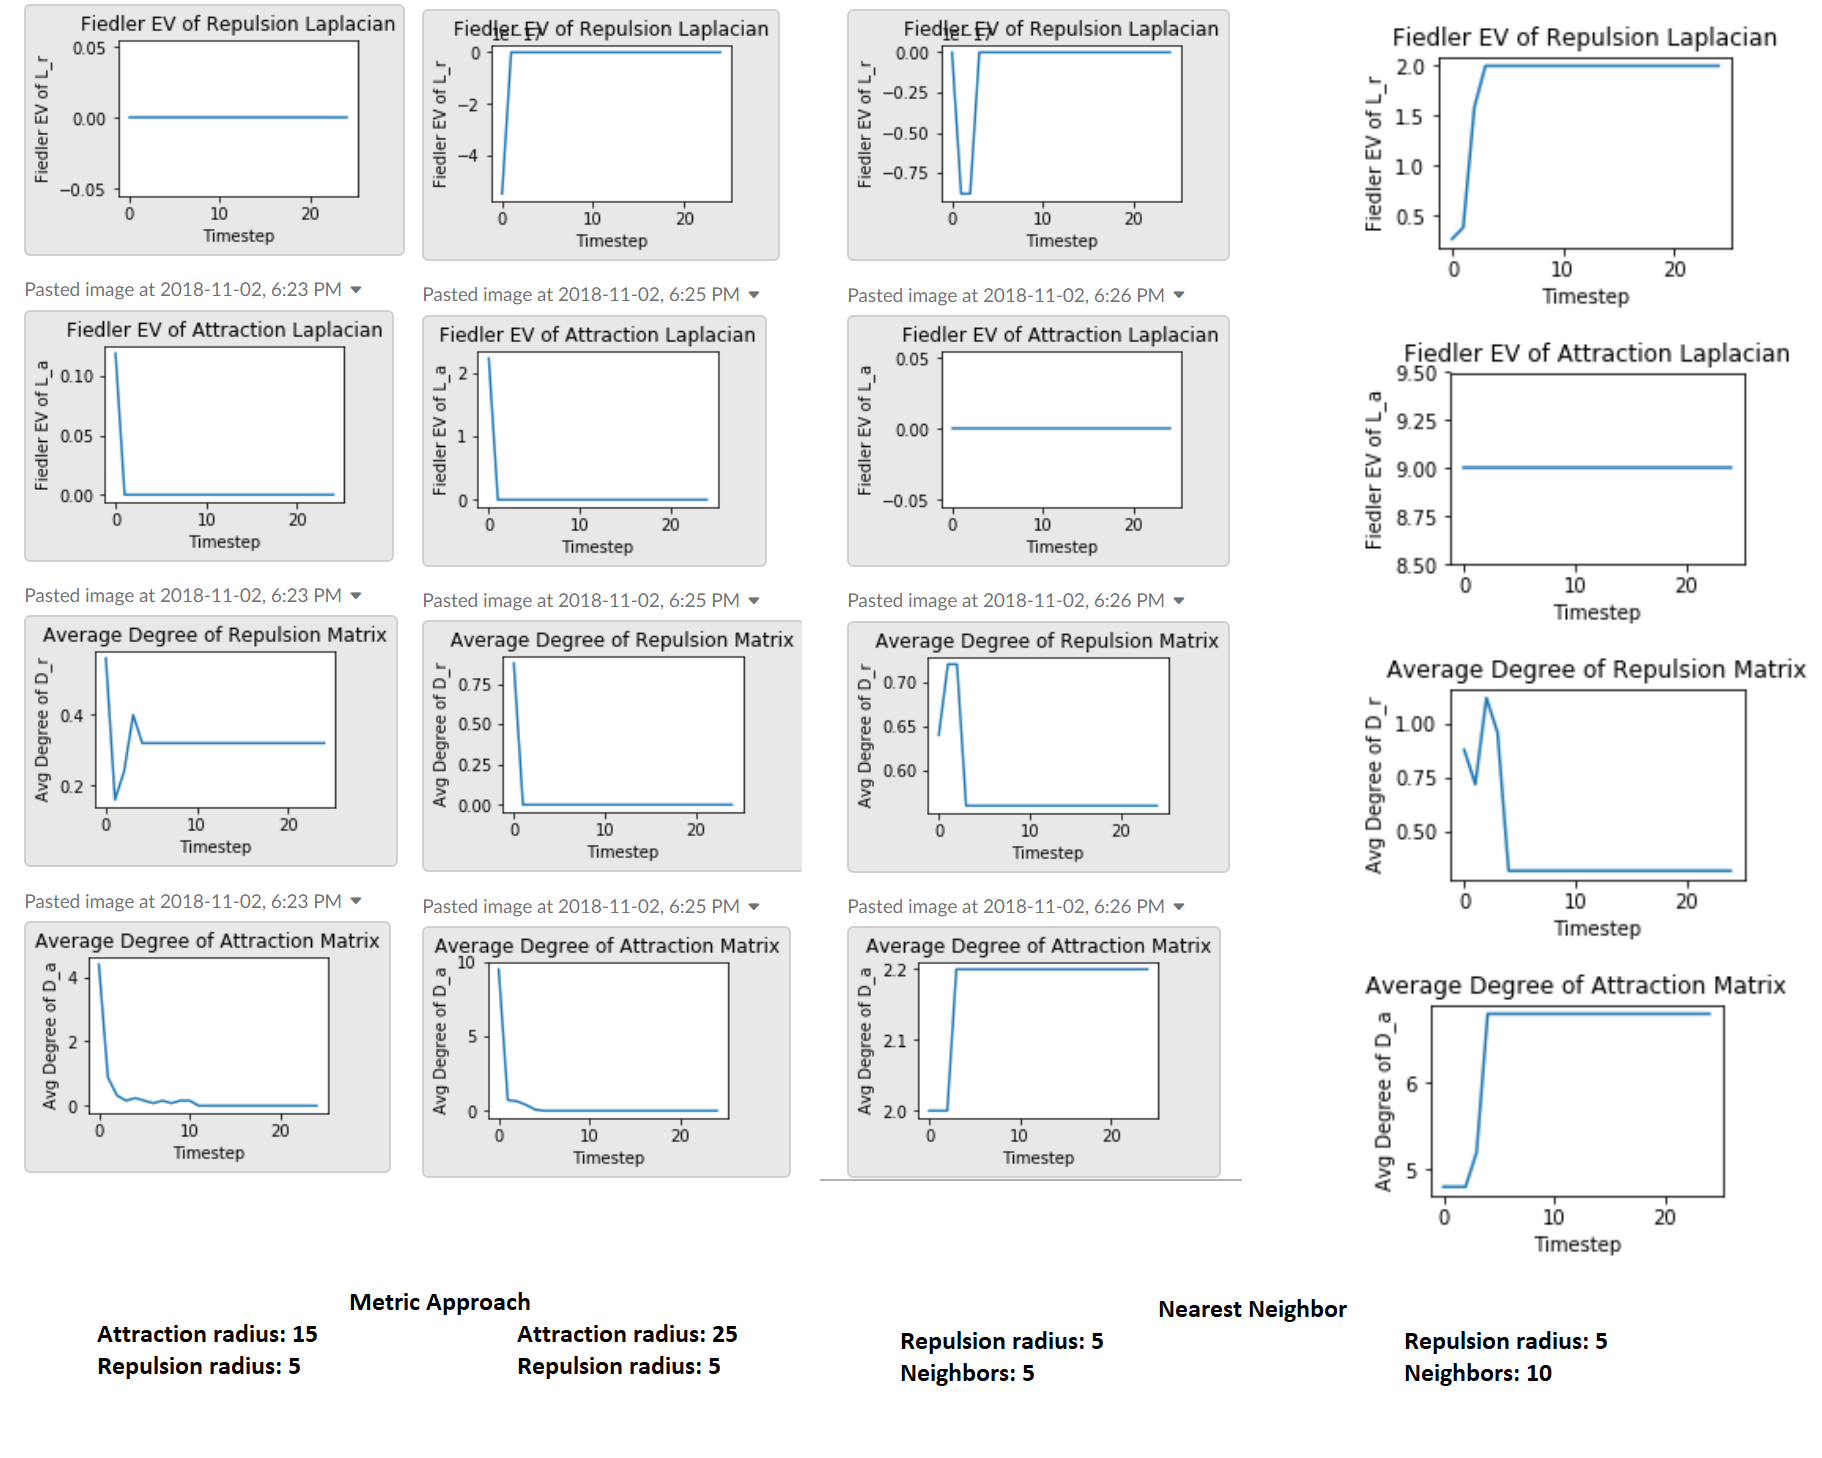 Fiedler EV of Repulsion Laplacian
0.05
0.00
−0.05
Fiedler EV of L_r
0 10 20
Timestep
Pasted image at 2018-11-02, 6:23 PM
Fiedler EV of Attraction Laplacian
0.10
0.05
0.00
Fiedler EV of L_a
0 10 20
Timestep
Pasted image at 2018-11-02, 6:23 PM
Average Degree of Repulsion Matrix
0.4
0.2
Avg Degree of D_r
0 10 20
Timestep
Pasted image at 2018-11-02, 6:23 PM
Average Degree of Attraction Matrix
4
2
0
Avg Degree of D_a
0 10 20
Timestep
Fiedler EV of Repulsion Laplacian
1e−17
0
−2
−4
Fiedler EV of L_r
0 10 20
Timestep
Pasted image at 2018-11-02, 6:25 PM
Fiedler EV of Attraction Laplacian
2
1
0
Fiedler EV of L_a
0 10 20
Timestep
Pasted image at 2018-11-02, 6:25 PM
Average Degree of Repulsion Matrix
0.75
0.50
0.25
0.00
Avg Degree of D_r
0 10 20
Timestep
Pasted image at 2018-11-02, 6:25 PM
Average Degree of Attraction Matrix
10
5
0
Avg Degree of D_a
0 10 20
Timestep
Fiedler EV of Repulsion Laplacian
1e−17
0.00
−0.25
−0.50
−0.75
Fiedler EV of L_r
0 10 20
Timestep
Pasted image at 2018-11-02, 6:26 PM
Fiedler EV of Attraction Laplacian
0.05
0.00
−0.05
Fiedler EV of L_a
0 10 20
Timestep
Pasted image at 2018-11-02, 6:26 PM
Average Degree of Repulsion Matrix
0.70
0.65
0.60
Avg Degree of D_r
0 10 20
Timestep
Pasted image at 2018-11-02, 6:26 PM
Average Degree of Attraction Matrix
2.2
2.1
2.0
Avg Degree of D_a
0 10 20
Timestep
Fiedler EV of Repulsion Laplacian
2.0
1.5
1.0
0.5
Fiedler EV of L_r
0 10 20
Timestep
Fiedler EV of Attraction Laplacian
9.50
9.25
9.00
8.75
8.50
Fiedler EV of L_a
0 10 20
Timestep
Average Degree of Repulsion Matrix
1.00
0.75
0.50
Avg Degree of D_r
0 10 20
Timestep
Average Degree of Attraction Matrix
6
5
Avg Degree of D_a
0 10 20
Timestep
Metric Approach
Attraction radius: 15
Repulsion radius: 5
Attraction radius: 25
Repulsion radius: 5
Nearest Neighbor
Repulsion radius: 5
Neighbors: 5
Repulsion radius: 5
Neighbors: 10